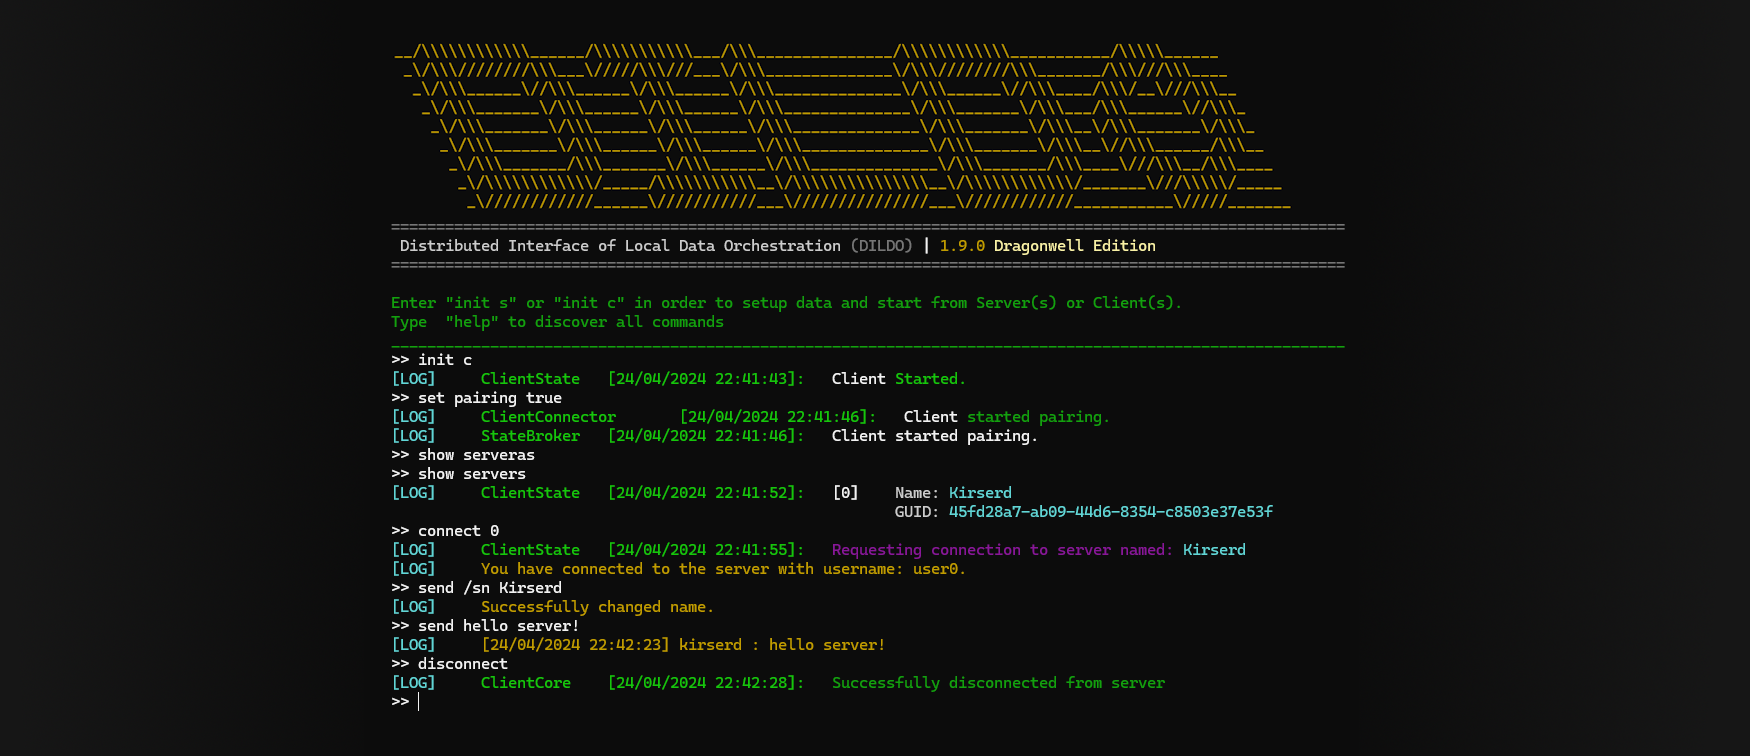 DILDO
Distributed Interface of Local Data Orchestration (DILDO) | 1.9.0 Dragonwell Edition
Enter "init s" or "init c" in order to setup data and start from Server(s) or Client(s).
Type  "help" to discover all commands
>> init c
[LOG]     ClientState   [24/04/2024 22:41:43]:   Client Started.
>> set pairing true
[LOG]     ClientConnector       [24/04/2024 22:41:46]:   Client started pairing.
[LOG]     StateBroker   [24/04/2024 22:41:46]:   Client started pairing.
>> show serveras
>> show servers
[LOG]     ClientState   [24/04/2024 22:41:52]:   [0]    Name: Kirserd
GUID: 45fd28a7-ab09-44d6-8354-c8503e37e53f
>> connect 0
[LOG]     ClientState   [24/04/2024 22:41:55]:   Requesting connection to server named: Kirserd
[LOG]     You have connected to the server with username: user0.
>> send /sn Kirserd
[LOG]     Successfully changed name.
>> send hello server!
[LOG]     [24/04/2024 22:42:23] kirserd : hello server!
>> disconnect
[LOG]     ClientCore    [24/04/2024 22:42:28]:   Successfully disconnected from server
>>